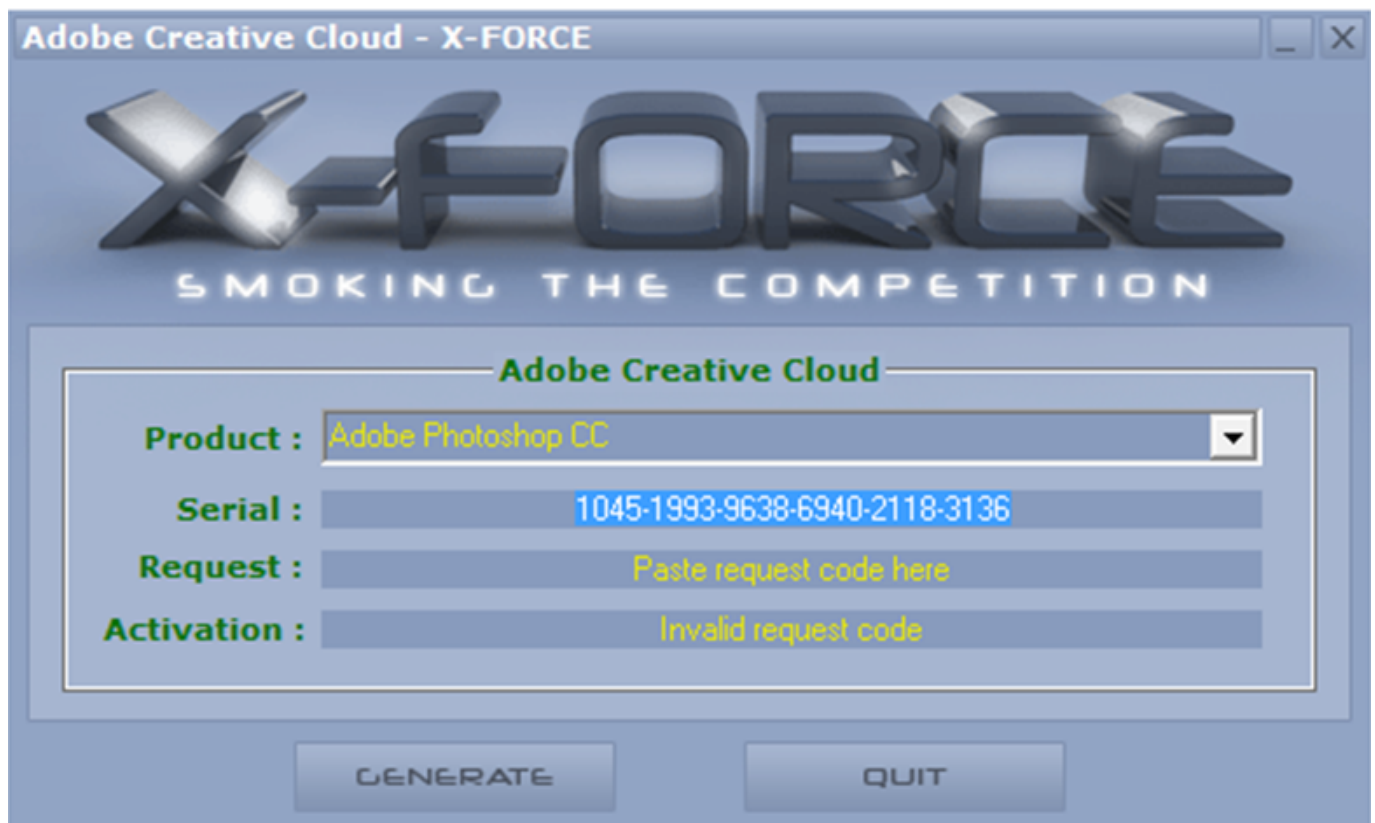 Adobe Creative Cloud - X-FORCE
X-FORCE
SMOKING THE COMPETITION
Adobe Creative Cloud
Product : Adobe Photoshop CC
Serial : 1045-1993-9638-6940-2118-3136
Request : Paste request code here
Activation : Invalid request code
GENERATE QUIT